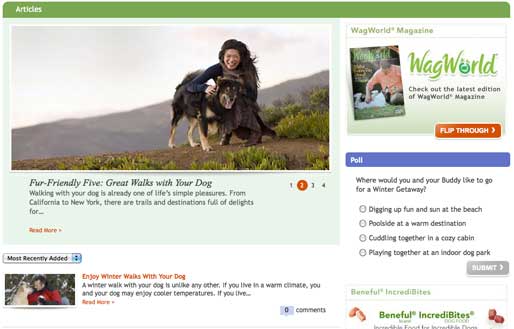 Articles
Fur-Friendly Five: Great Walks with Your Dog
Walking with your dog is already one of life's simple pleasures. From
California to New York, there are trails and destinations full of delights
for...
Read More >
1 2 3 4
Most Recently Added
Enjoy Winter Walks With Your Dog
A winter walk with your dog is unlike any other. If you live in a warm climate, you
and your dog may enjoy cooler temperatures. If you live...
Read More >
0 comments
WagWorld® Magazine
WagWorld
WagWorld
Check out the latest edition
of WagWorld® Magazine
FLIP THROUGH >
Poll
Where would you and your Buddy like to go
for a Winter Getaway?
Digging up fun and sun at the beach
Poolside at a warm destination
Cuddling together in a cozy cabin
Playing together at an indoor dog park
SUBMIT >
Beneful® IncrediBites
Beneful® IncrediBites®
DOG FOOD
Incredible Food for Incredible Dogs